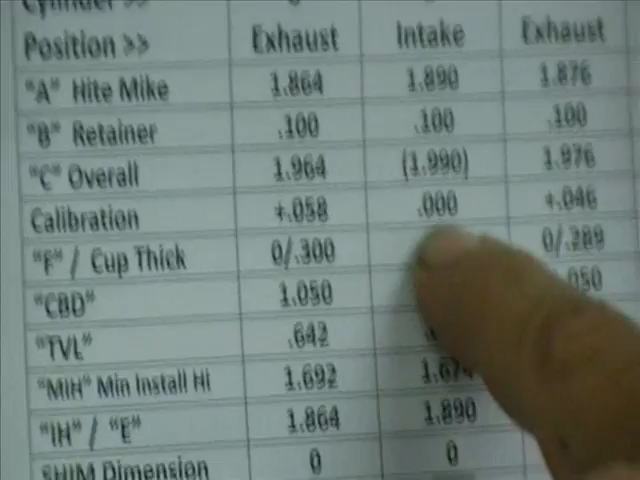 Cylinder >>
Position >> Exhaust Intake Exhaust
"A" Hite Mike 1.864 1.890 1.876
"B" Retainer .100 .100 .100
"C" Overall 1.964 (1.990) 1.976
Calibration +.058 .000 +.046
"F" / Cup Thick 0/.300 0/.289
"CBD" 1.050 .050
"TVL" .642
"MIH" Min Install Hi 1.692 1.674
"IH" / "E" 1.864 1.890
SHIM Dimension 0 0